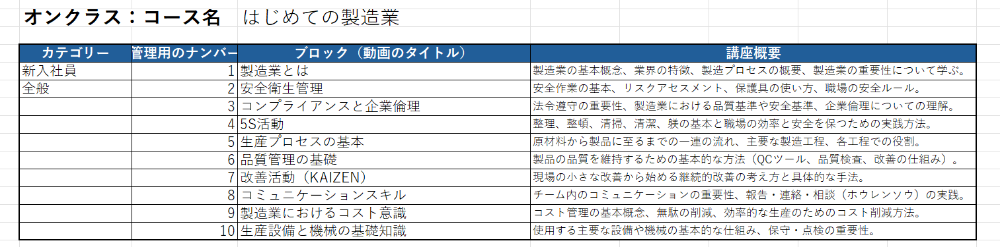 オンクラス：コース名　はじめての製造業
カテゴリー 管理用のナンバー ブロック（動画のタイトル） 講座概要
新入社員 1 製造業とは 製造業の基本概念、業界の特徴、製造プロセスの概要、製造業の重要性について学ぶ。
全般 2 安全衛生管理 安全作業の基本、リスクアセスメント、保護具の使い方、職場の安全ルール。
3 コンプライアンスと企業倫理 法令遵守の重要性、製造業における品質基準や安全基準、企業倫理についての理解。
4 5S活動 整理、整頓、清掃、清潔、躾の基本と職場の効率と安全を保つための実践方法。
5 生産プロセスの基本 原材料から製品に至るまでの一連の流れ、主要な製造工程、各工程での役割。
6 品質管理の基礎 製品の品質を維持するための基本的な方法（QCツール、品質検査、改善の仕組み）。
7 改善活動（KAIZEN） 現場の小さな改善から始める継続的改善の考え方と具体的な手法。
8 コミュニケーションスキル チーム内のコミュニケーションの重要性、報告・連絡・相談（ホウレンソウ）の実践。
9 製造業におけるコスト意識 コスト管理の基本概念、無駄の削減、効率的な生産のためのコスト削減方法。
10 生産設備と機械の基礎知識 使用する主要な設備や機械の基本的な仕組み、保守・点検の重要性。